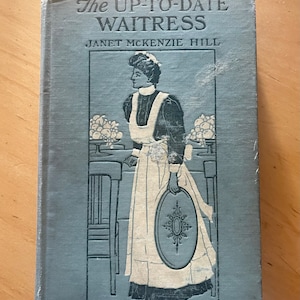 The UP-TO-DATE
WAITRESS
JANET McKENZIE HILL